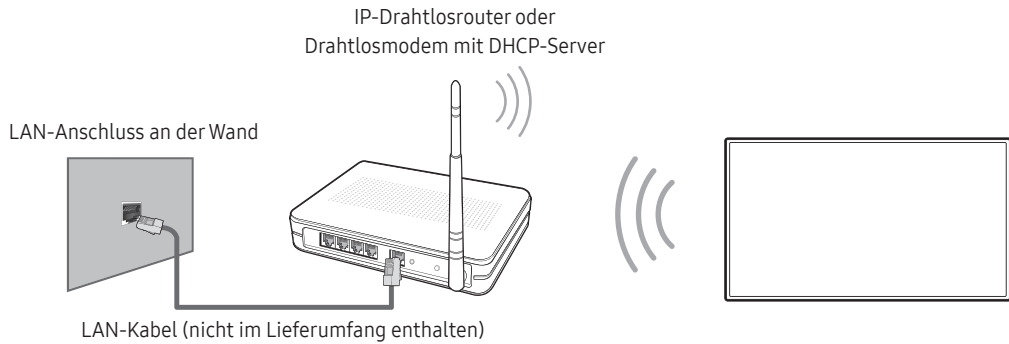 IP-Drahtlosrouter oder
Drahtlosmodem mit DHCP-Server
LAN-Anschluss an der Wand
LAN-Kabel (nicht im Lieferumfang enthalten)